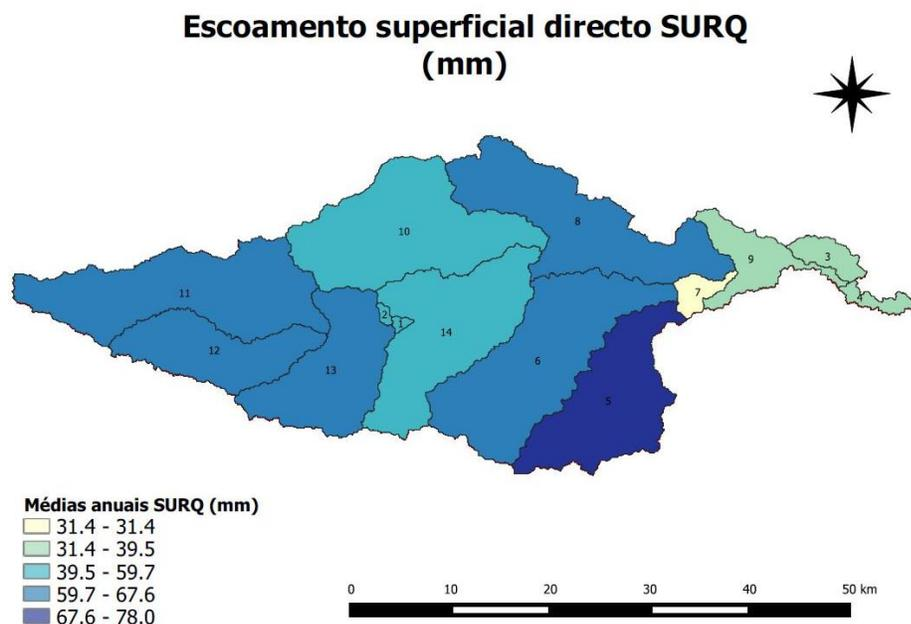 Escoamento superficial directo SURQ
(mm)
8
10
9
3
7
4
11
2
1
14
12
6
13
5
Médias anuais SURQ (mm)
31.4 - 31.4
31.4 - 39.5
39.5 - 59.7
59.7 - 67.6
67.6 - 78.0
0 10 20 30 40 50 km